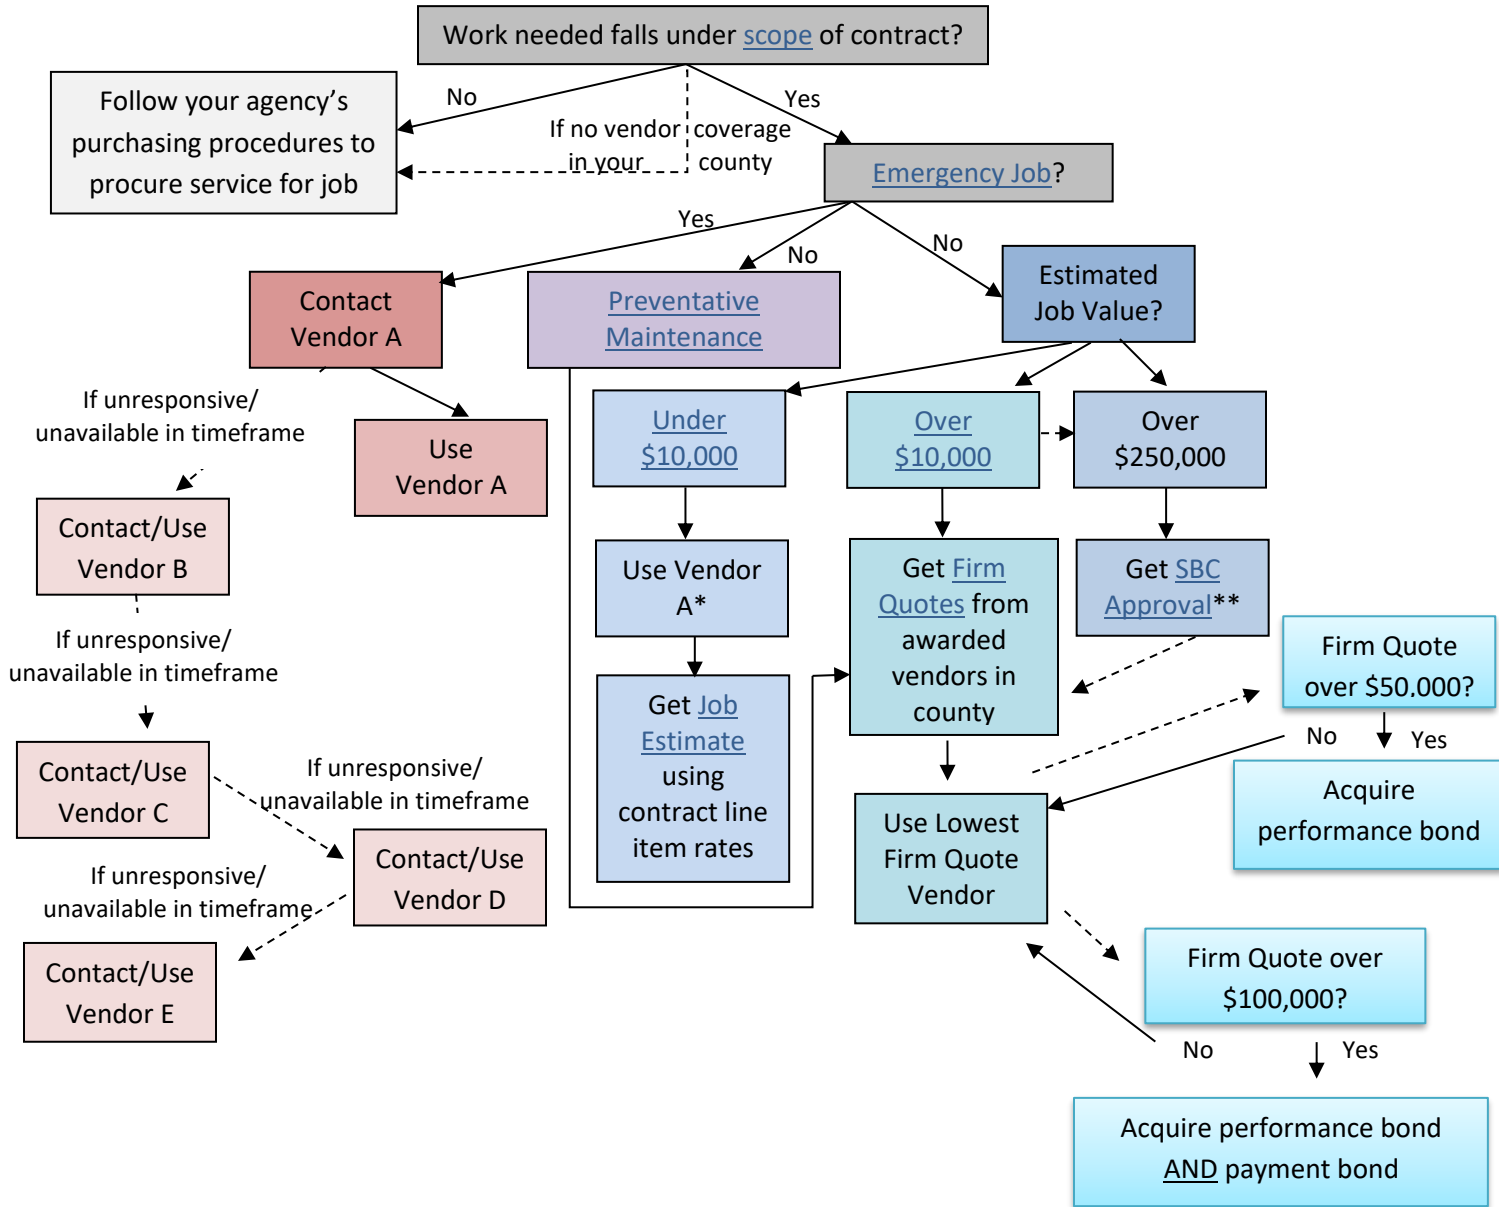 Work needed falls under scope of contract?
Follow your agency’s
purchasing procedures to
procure service for job
No
Yes
If no vendor coverage
in your county
Emergency Job?
Yes
No
No
Contact
Vendor A
Preventative
Maintenance
Estimated
Job Value?
If unresponsive/
unavailable in timeframe
Use
Vendor A
Under
$10,000
Over
$10,000
Over
$250,000
Contact/Use
Vendor B
Use Vendor
A*
Get Firm
Quotes from
awarded
vendors in
county
Get SBC
Approval**
If unresponsive/
unavailable in timeframe
Get Job
Estimate
using
contract line
item rates
Firm Quote
over $50,000?
No
Yes
Contact/Use
Vendor C
If unresponsive/
unavailable in timeframe
Acquire
performance bond
Use Lowest
Firm Quote
Vendor
Contact/Use
Vendor D
If unresponsive/
unavailable in timeframe
Contact/Use
Vendor E
Firm Quote over
$100,000?
No
Yes
Acquire performance bond
AND payment bond